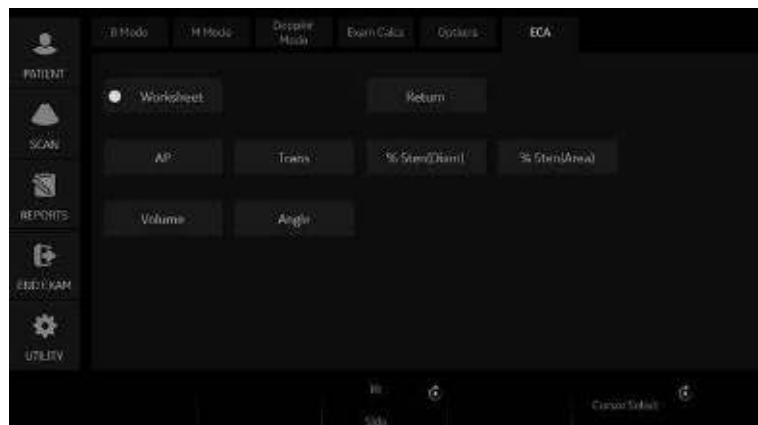 B Mode
M Mode
Doppler
Mode
Exam Calcs
Options
ECA
PATIENT
Worksheet
Return
SCAN
AP
Trans
% Sten(Diam)
% Sten(Area)
REPORTS
Volume
Angle
END EXAM
UTILITY
Cursor Select
Side